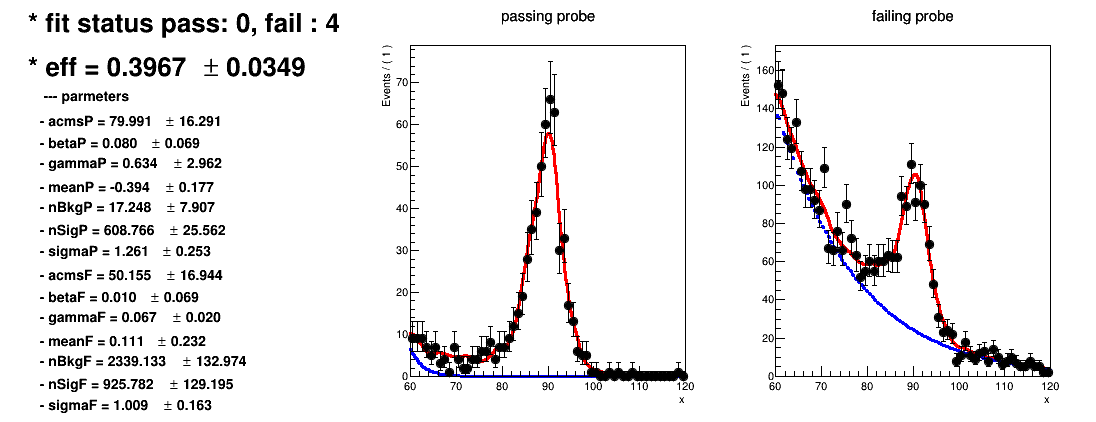 * fit status pass: 0, fail : 4
* eff = 0.3967 ± 0.0349
--- parmeters
- acmsP = 79.991 ± 16.291
- betaP = 0.080 ± 0.069
- gammaP = 0.634 ± 2.962
- meanP = -0.394 ± 0.177
- nBkgP = 17.248 ± 7.907
- nSigP = 608.766 ± 25.562
- sigmaP = 1.261 ± 0.253
- acmsF = 50.155 ± 16.944
- betaF = 0.010 ± 0.069
- gammaF = 0.067 ± 0.020
- meanF = 0.111 ± 0.232
- nBkgF = 2339.133 ± 132.974
- nSigF = 925.782 ± 129.195
- sigmaF = 1.009 ± 0.163
passing probe
Events / ( 1 )
70
60
50
40
30
20
10
0
60 70 80 90 100 110 120
x
failing probe
Events / ( 1 )
160
140
120
100
80
60
40
20
0
60 70 80 90 100 110 120
x